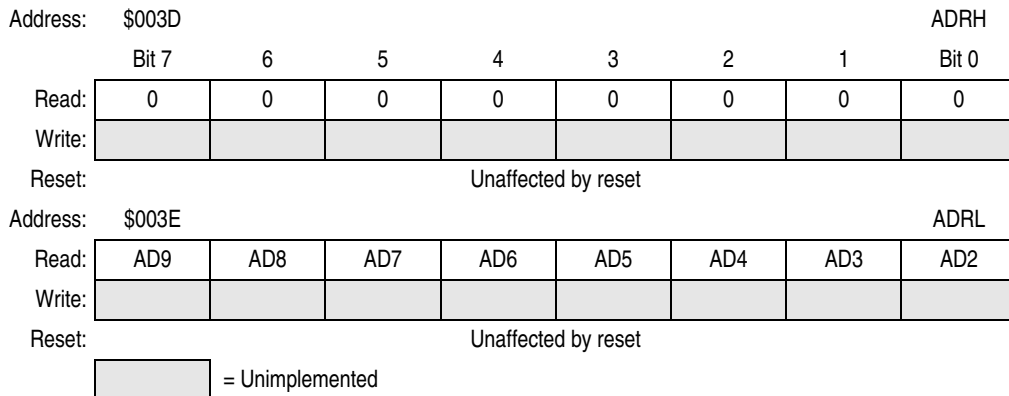 Address: $003D ADRH
Bit 7 6 5 4 3 2 1 Bit 0
Read: 0 0 0 0 0 0 0 0
Write:
Reset: Unaffected by reset
Address: $003E ADRL
Read: AD9 AD8 AD7 AD6 AD5 AD4 AD3 AD2
Write:
Reset: Unaffected by reset
= Unimplemented